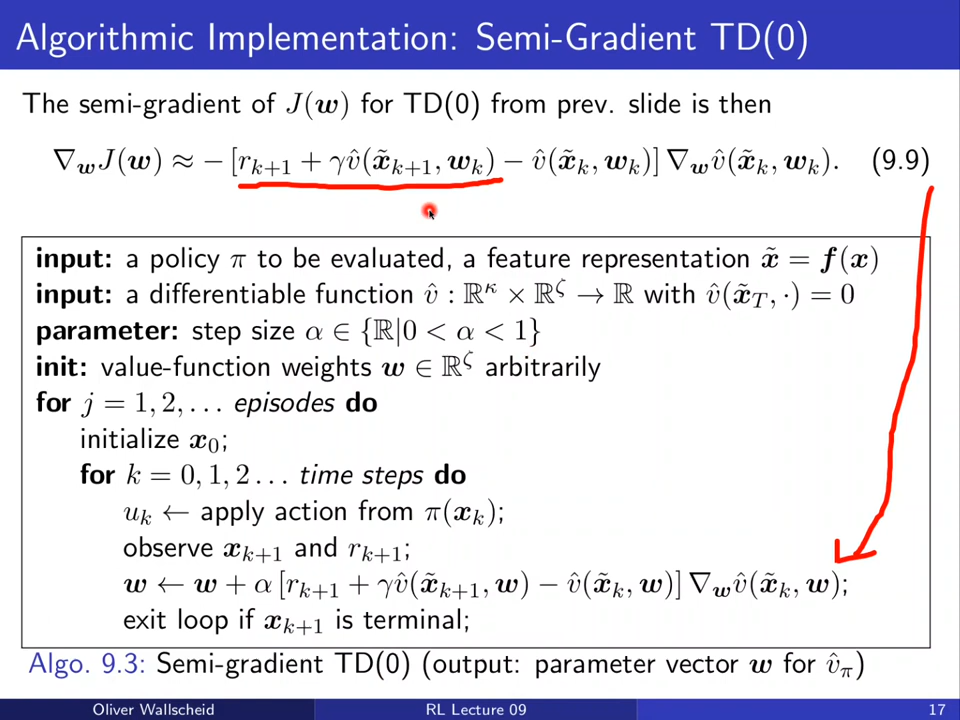 Algorithmic Implementation: Semi-Gradient TD(0)
The semi-gradient of J(w) for TD(0) from prev. slide is then
∇_w J(w) ≈ − [r_{k+1} + γv̂(x̃_{k+1}, w_k) − v̂(x̃_k, w_k)] ∇_w v̂(x̃_k, w_k). (9.9)
input: a policy π to be evaluated, a feature representation x̃ = f(x)
input: a differentiable function v̂ : ℝ^κ × ℝ^ζ → ℝ with v̂(x̃_T, ·) = 0
parameter: step size α ∈ {ℝ|0 < α < 1}
init: value-function weights w ∈ ℝ^ζ arbitrarily
for j = 1, 2, . . . episodes do
initialize x_0;
for k = 0, 1, 2 . . . time steps do
u_k ← apply action from π(x_k);
observe x_{k+1} and r_{k+1};
w ← w + α [r_{k+1} + γv̂(x̃_{k+1}, w) − v̂(x̃_k, w)] ∇_w v̂(x̃_k, w);
exit loop if x_{k+1} is terminal;
Algo. 9.3: Semi-gradient TD(0) (output: parameter vector w for v̂_π)
Oliver Wallscheid RL Lecture 09 17